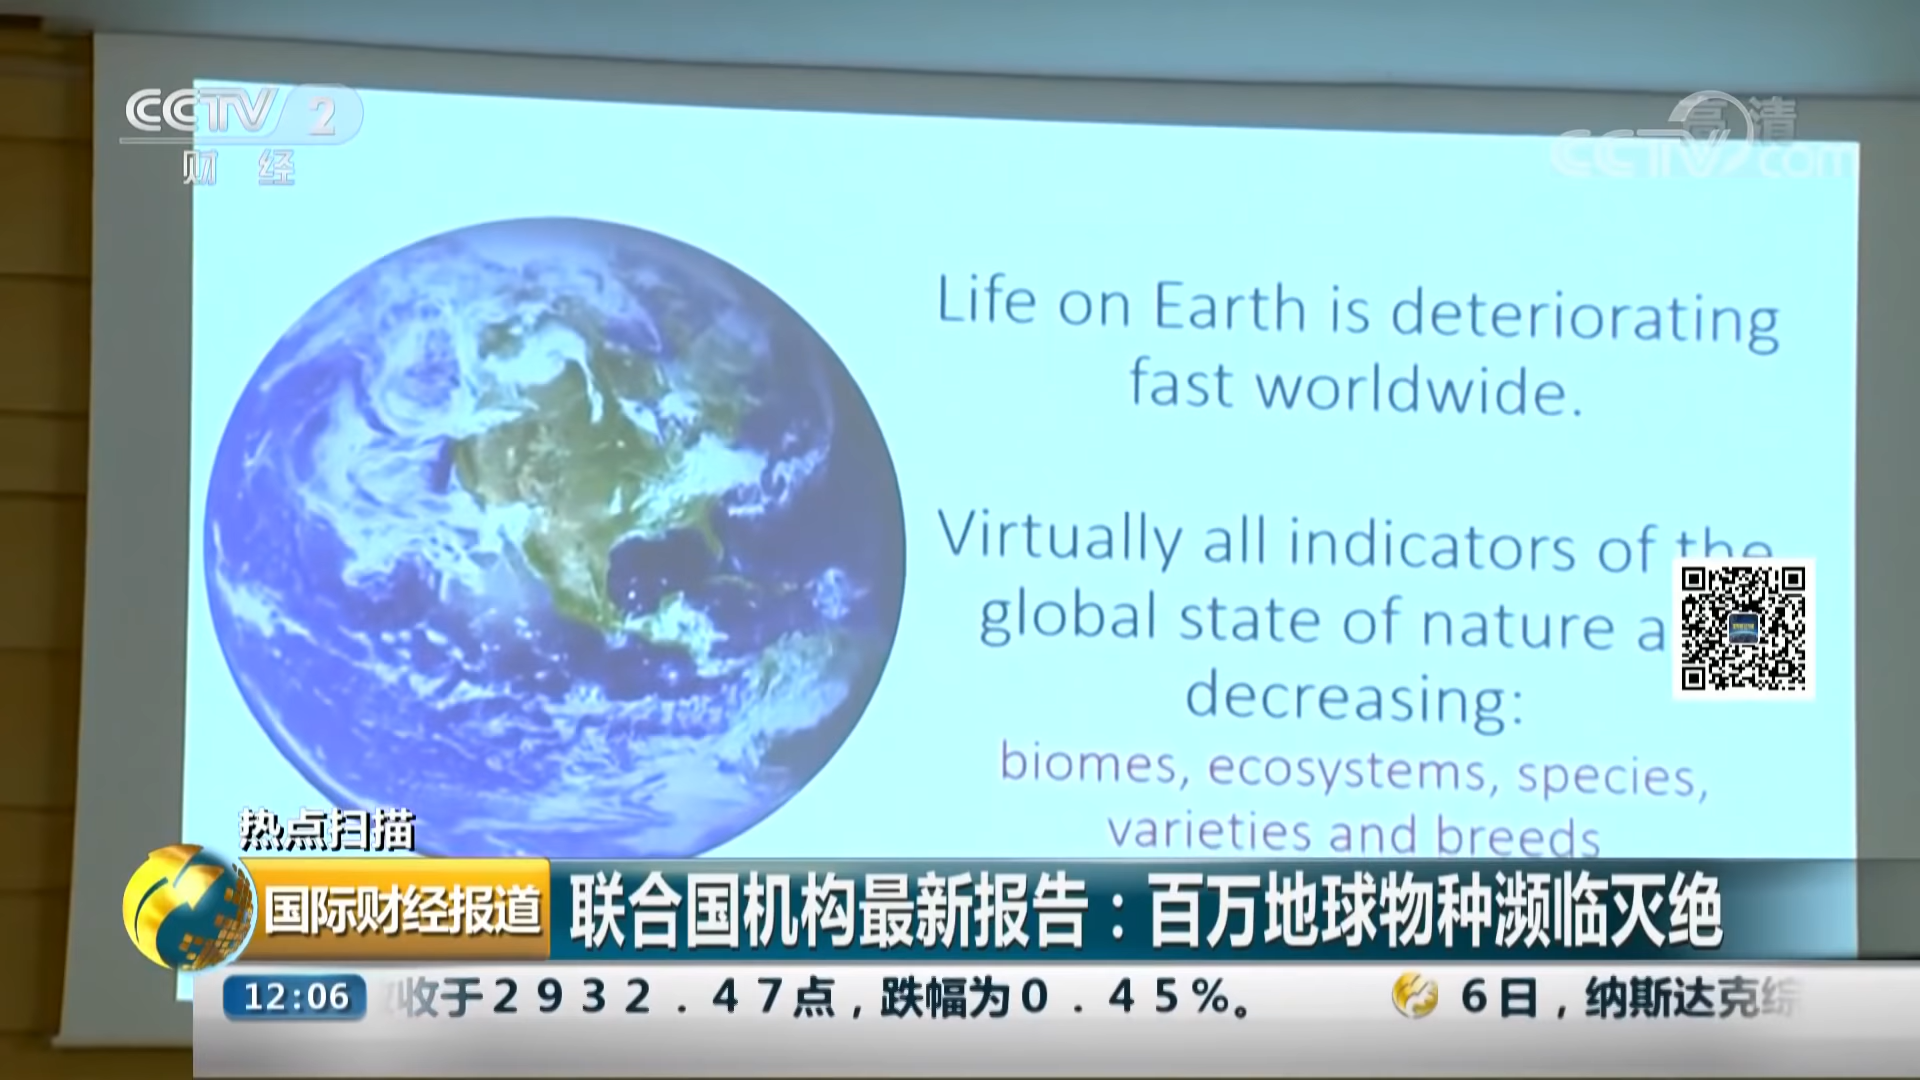 CCTV 2
财 经
高清
CCTV.com
Life on Earth is deteriorating
fast worldwide.
Virtually all indicators of the
global state of nature a
decreasing:
biomes, ecosystems, species,
varieties and breeds
热点扫描
国际财经报道
联合国机构最新报告：百万地球物种濒临灭绝
12:06
收于2932.47点，跌幅为0.45%。 6日，纳斯达克综